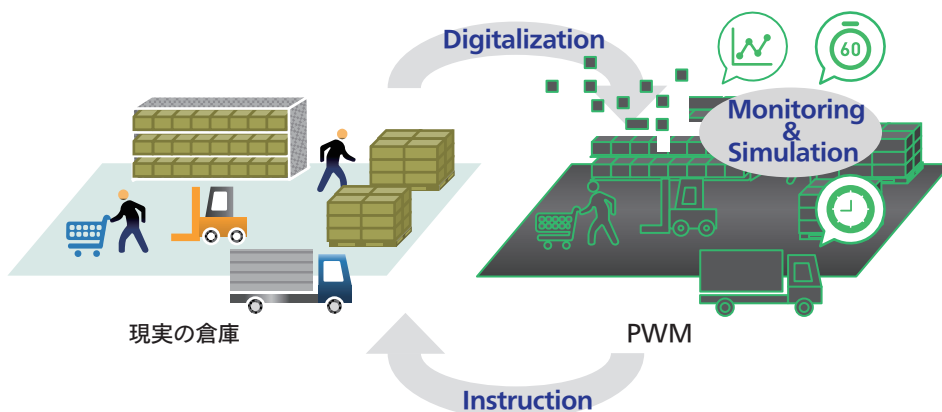 Digitalization
60
Monitoring
&
Simulation
現実の倉庫
PWM
Instruction